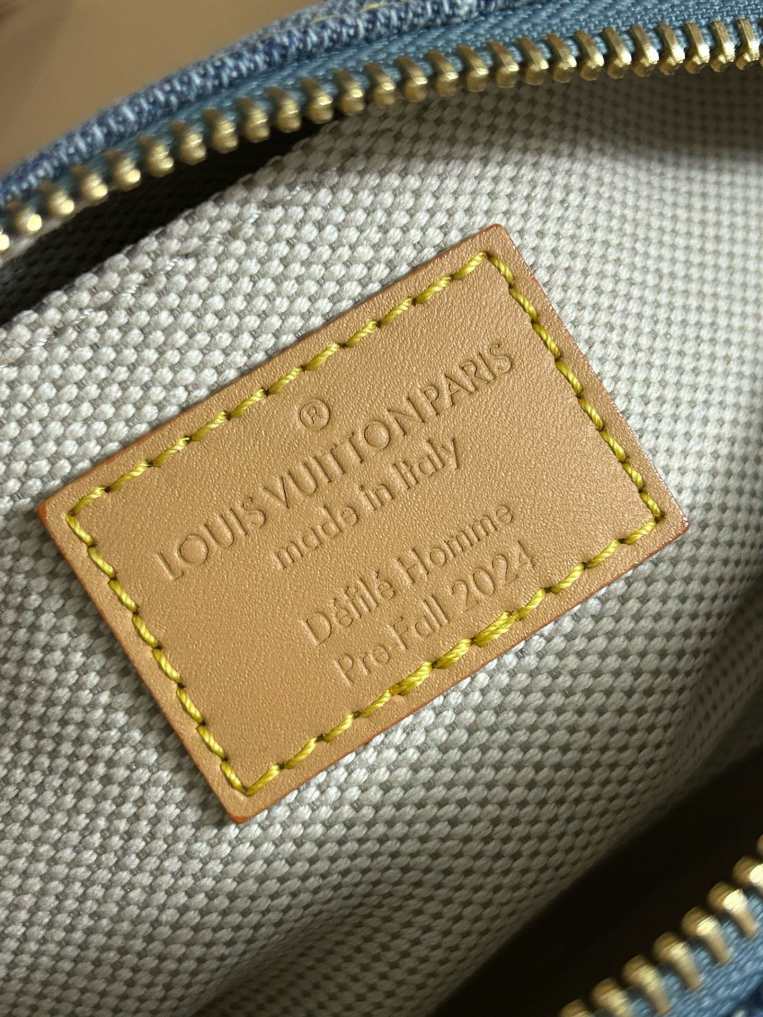 ®
LOUIS VUITTON PARIS
made in Italy
Défilé Homme
Pre-Fall 2024